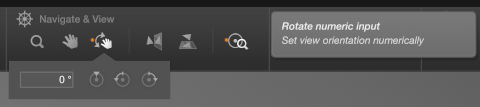 Navigate & View
Rotate numeric input
Set view orientation numerically
0 °